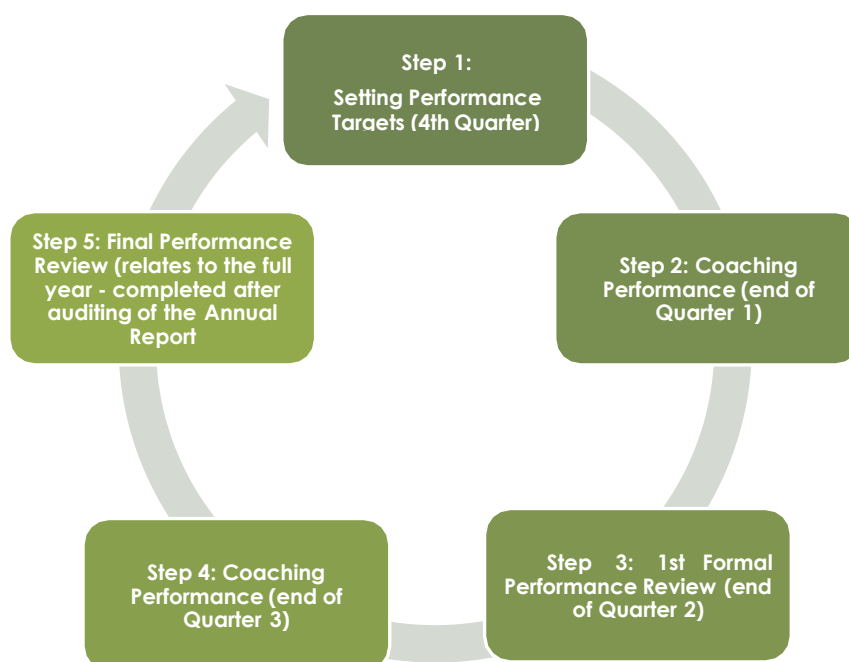 Step 1:
Setting Performance
Targets (4th Quarter)
Step 2: Coaching
Performance (end of
Quarter 1)
Step 3: 1st Formal
Performance Review (end
of Quarter 2)
Step 4: Coaching
Performance (end of
Quarter 3)
Step 5: Final Performance
Review (relates to the full
year - completed after
auditing of the Annual
Report